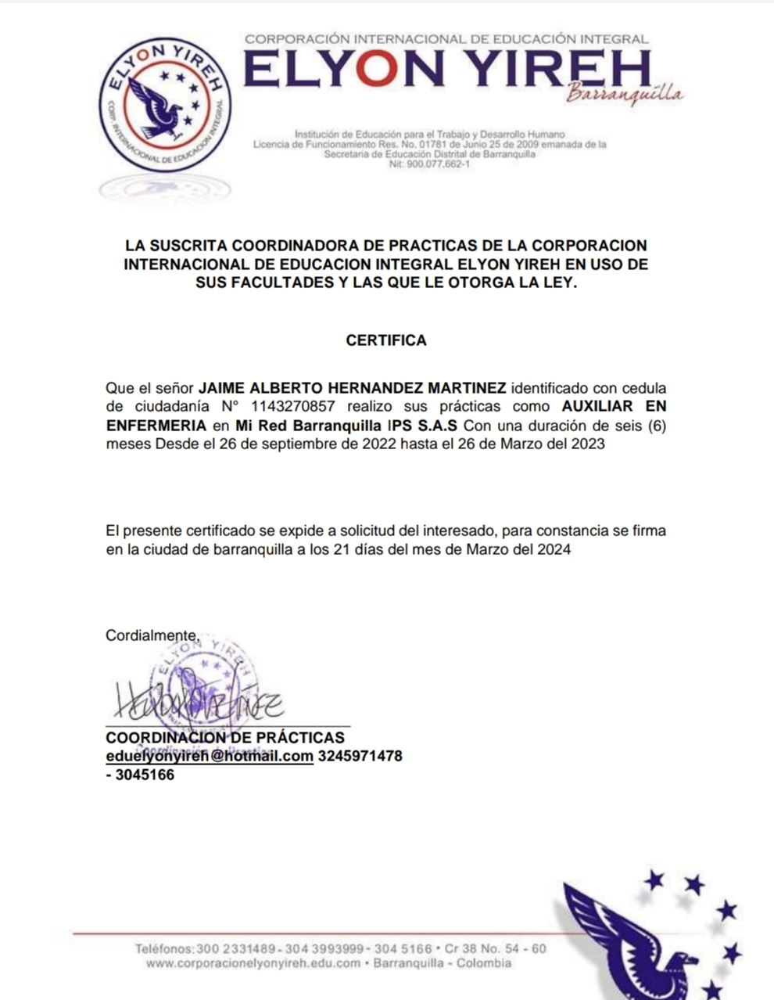 CORPORACIÓN INTERNACIONAL DE EDUCACIÓN INTEGRAL
ELYON YIREH
Barranquilla
ELYON YIREH
CORP. INTERNACIONAL DE EDUCACIÓN INTEGRAL
Institución de Educación para el Trabajo y Desarrollo Humano
Licencia de Funcionamiento Res. No. 01781 de Junio 25 de 2009 emanada de la
Secretaria de Educación Distrital de Barranquilla
Nit: 900.077.662-1
LA SUSCRITA COORDINADORA DE PRACTICAS DE LA CORPORACION
INTERNACIONAL DE EDUCACION INTEGRAL ELYON YIREH EN USO DE
SUS FACULTADES Y LAS QUE LE OTORGA LA LEY.
CERTIFICA
Que el señor JAIME ALBERTO HERNANDEZ MARTINEZ identificado con cedula
de ciudadanía N° 1143270857 realizo sus prácticas como AUXILIAR EN
ENFERMERIA en Mi Red Barranquilla IPS S.A.S Con una duración de seis (6)
meses Desde el 26 de septiembre de 2022 hasta el 26 de Marzo del 2023
El presente certificado se expide a solicitud del interesado, para constancia se firma
en la ciudad de barranquilla a los 21 días del mes de Marzo del 2024
Cordialmente,
ELYON YIREH
COORDINACION DE PRÁCTICAS
eduelyonyireh@hotmail.com 3245971478
- 3045166
Teléfonos: 300 2331489 - 304 3993999 - 304 5166 • Cr 38 No. 54 - 60
www.corporacionelyonyireh.edu.com • Barranquilla - Colombia